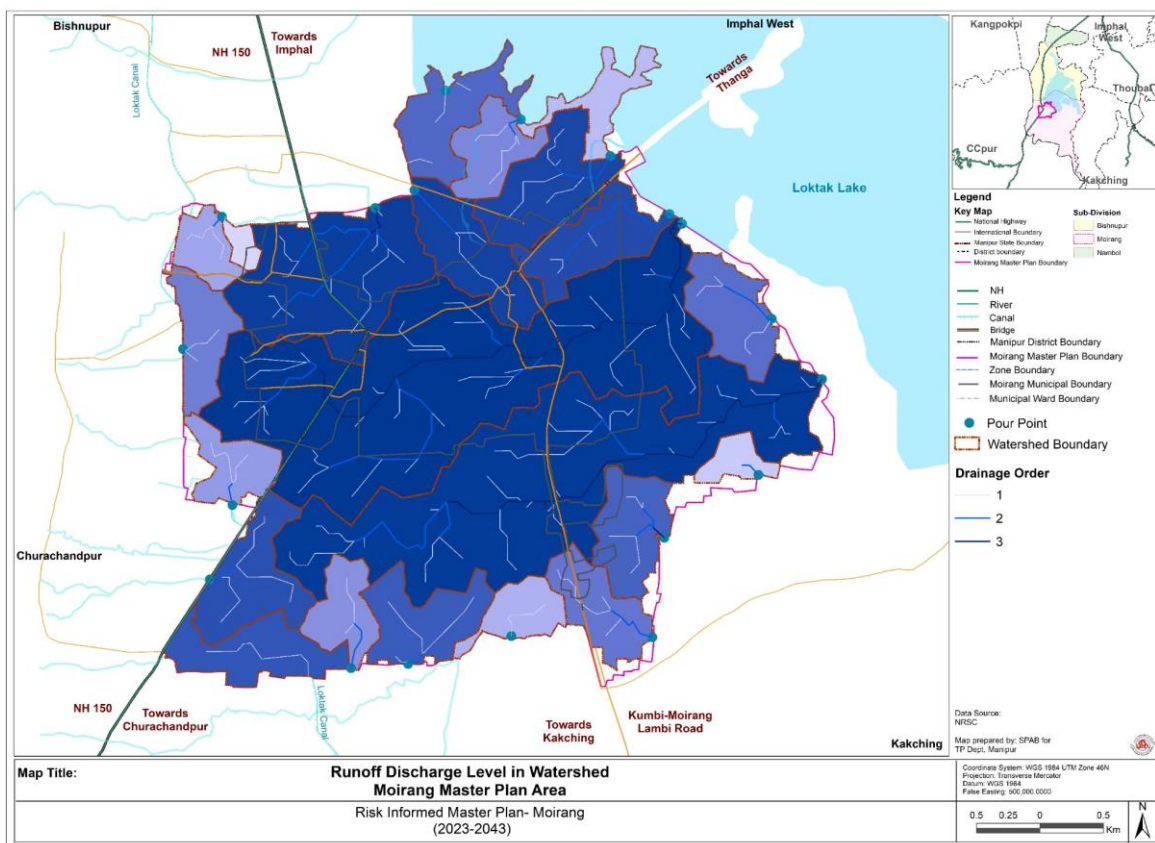 Bishnupur
NH 150
Towards
Imphal
Imphal West
Towards
Thanga
Loktak Canal
Loktak Lake
Churachandpur
NH 150
Towards
Churachandpur
Loktak Canal
Towards
Kakching
Kumbi-Moirang
Lambi Road
Kakching
Kangpokpi
Imphal
West
Thoubal
CCpur
Kakching
Legend
Key Map
National Highway
International Boundary
Manipur State Boundary
District boundary
Moirang Master Plan Boundary
Sub-Division
Bishnupur
Moirang
Nambol
NH
River
Canal
Bridge
Manipur District Boundary
Moirang Master Plan Boundary
Zone Boundary
Moirang Municipal Boundary
Municipal Ward Boundary
Pour Point
Watershed Boundary
Drainage Order
1
2
3
Data Source:
NRSC
Map prepared by: SPAB for
TP Dept, Manipur
Map Title:
Runoff Discharge Level in Watershed
Moirang Master Plan Area
Risk Informed Master Plan- Moirang
(2023-2043)
Coordinate System: WGS 1984 UTM Zone 46N
Projection: Transverse Mercator
Datum: WGS 1984
False Easting: 500,000.0000
0.5 0.25 0 0.5
Km
N